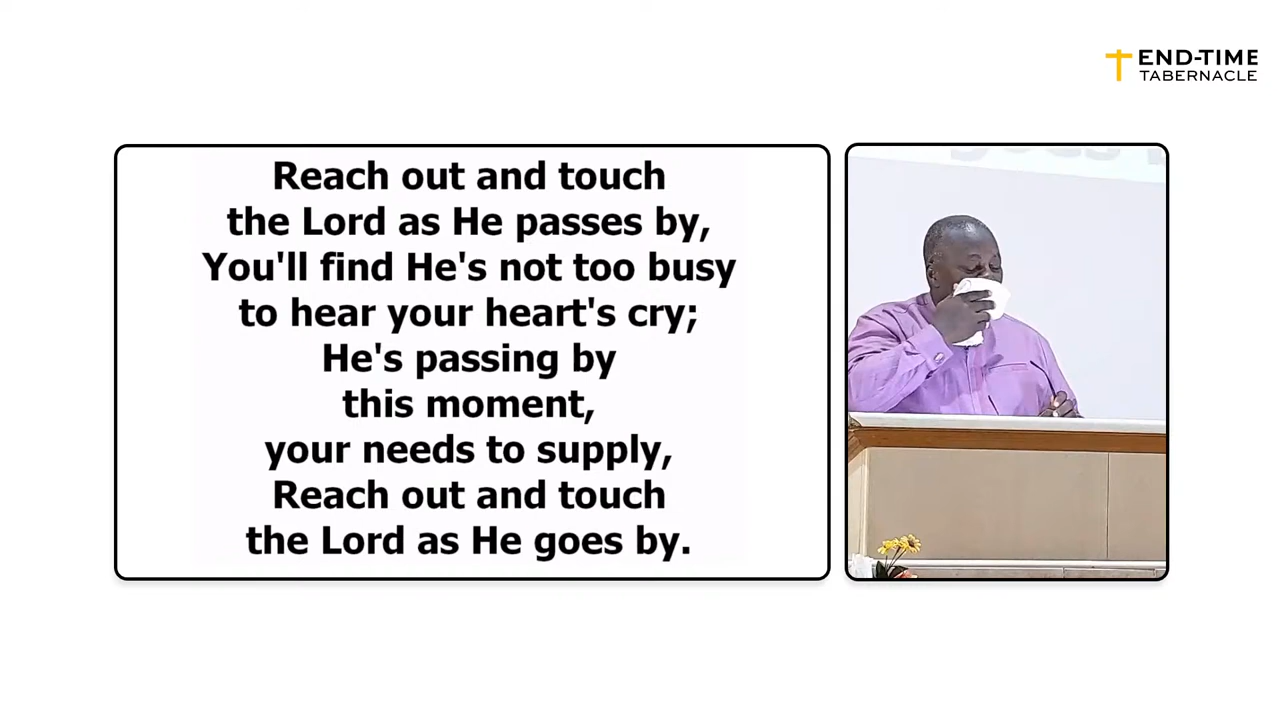 END-TIME
TABERNACLE
Reach out and touch
the Lord as He passes by,
You'll find He's not too busy
to hear your heart's cry;
He's passing by
this moment,
your needs to supply,
Reach out and touch
the Lord as He goes by.